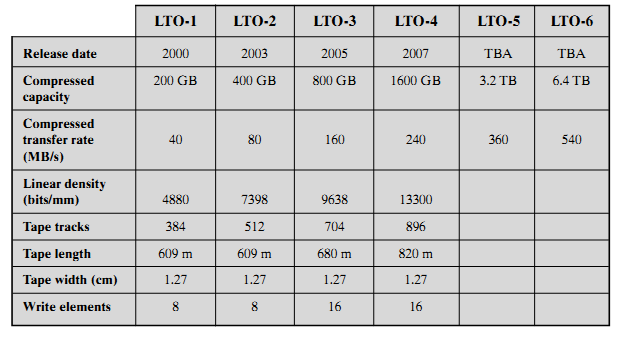 LTO-1 LTO-2 LTO-3 LTO-4 LTO-5 LTO-6
Release date 2000 2003 2005 2007 TBA TBA
Compressed capacity 200 GB 400 GB 800 GB 1600 GB 3.2 TB 6.4 TB
Compressed transfer rate (MB/s) 40 80 160 240 360 540
Linear density (bits/mm) 4880 7398 9638 13300
Tape tracks 384 512 704 896
Tape length 609 m 609 m 680 m 820 m
Tape width (cm) 1.27 1.27 1.27 1.27
Write elements 8 8 16 16